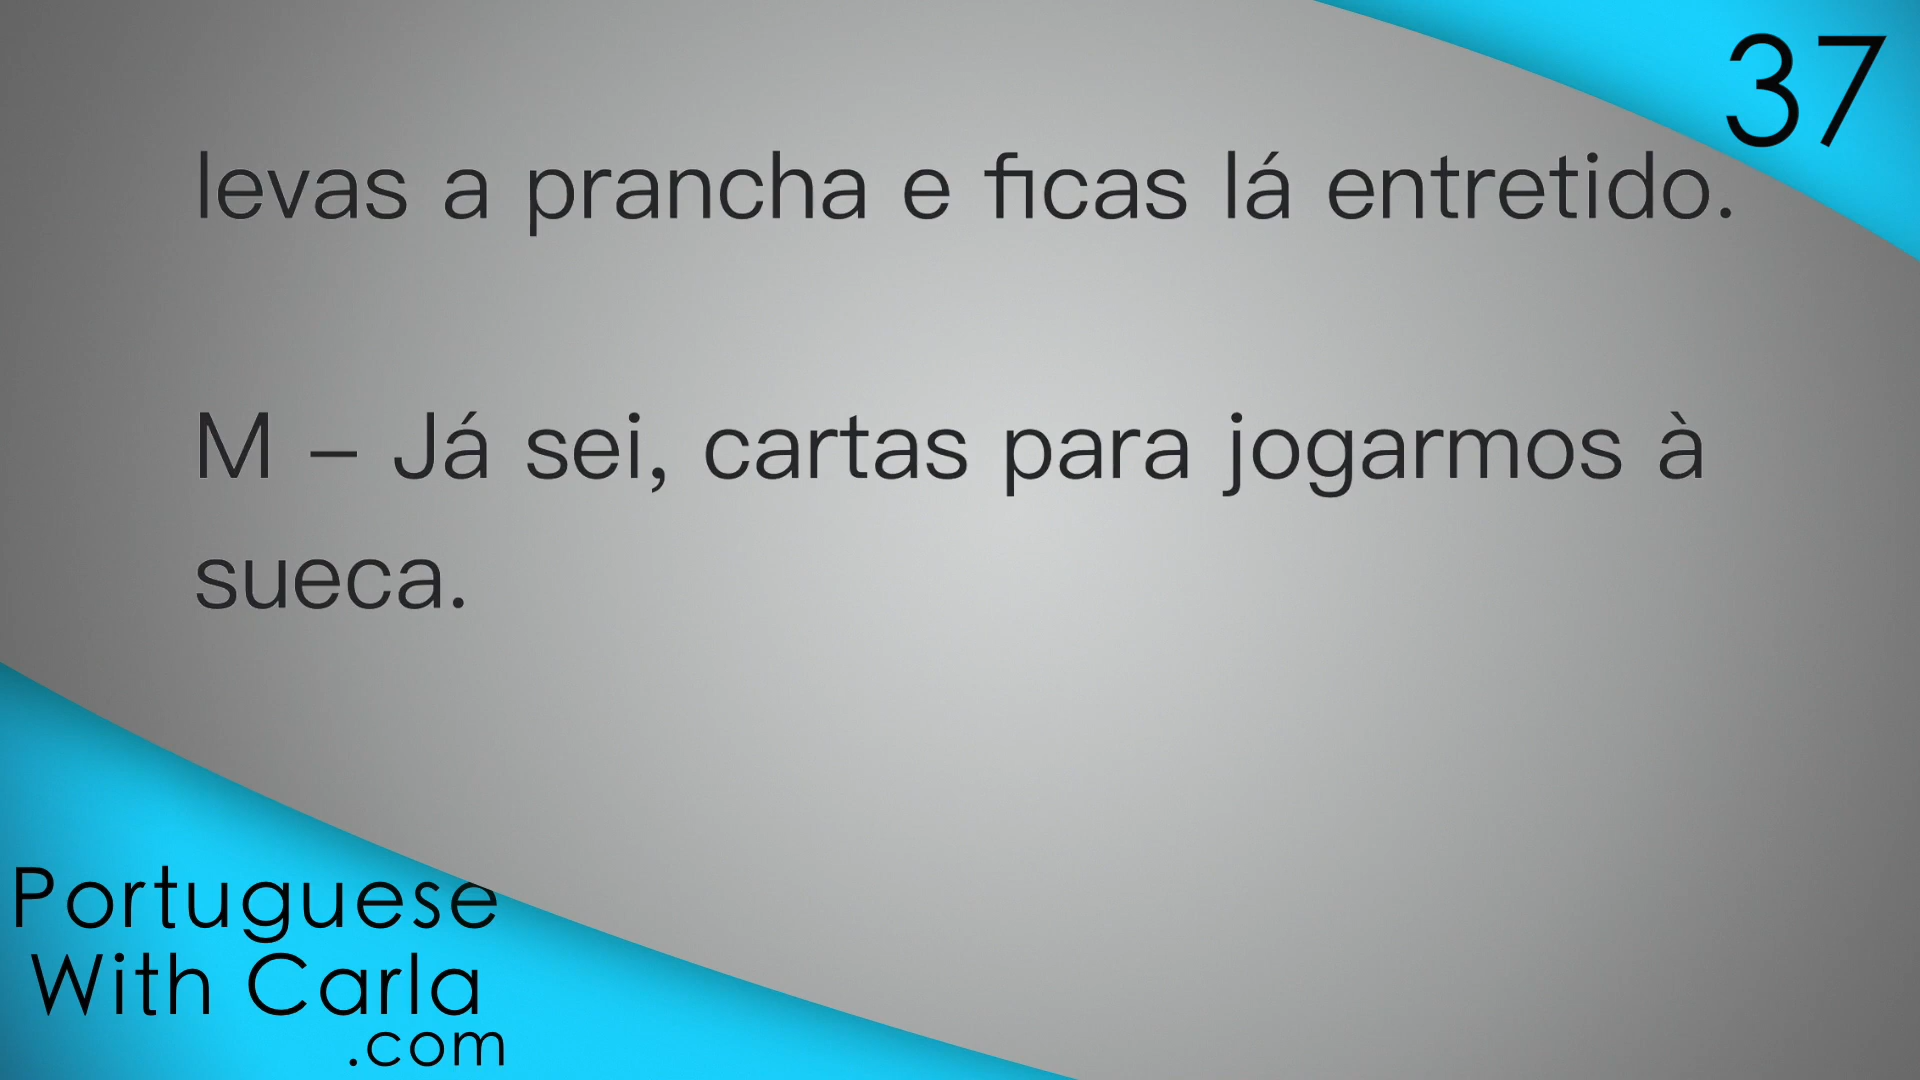 37
levas a prancha e ficas lá entretido.
M – Já sei, cartas para jogarmos à
sueca.
Portuguese
With Carla
.com